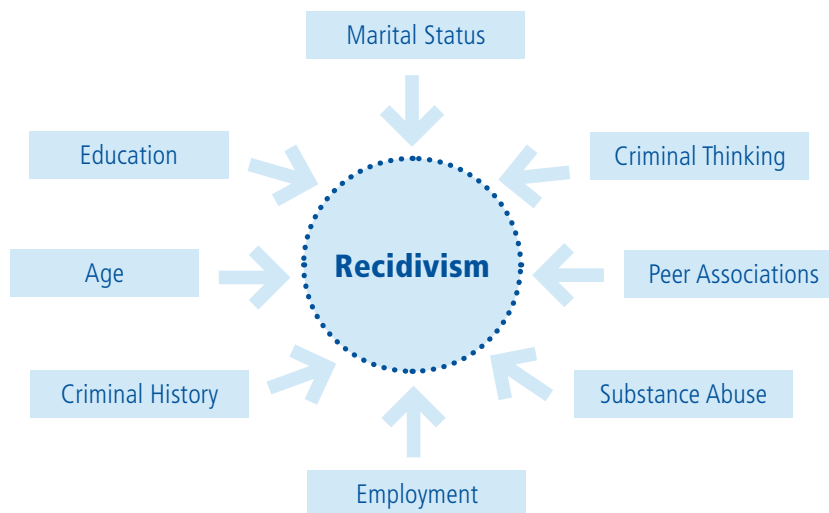 Marital Status
Education
Criminal Thinking
Recidivism
Age
Peer Associations
Criminal History
Substance Abuse
Employment